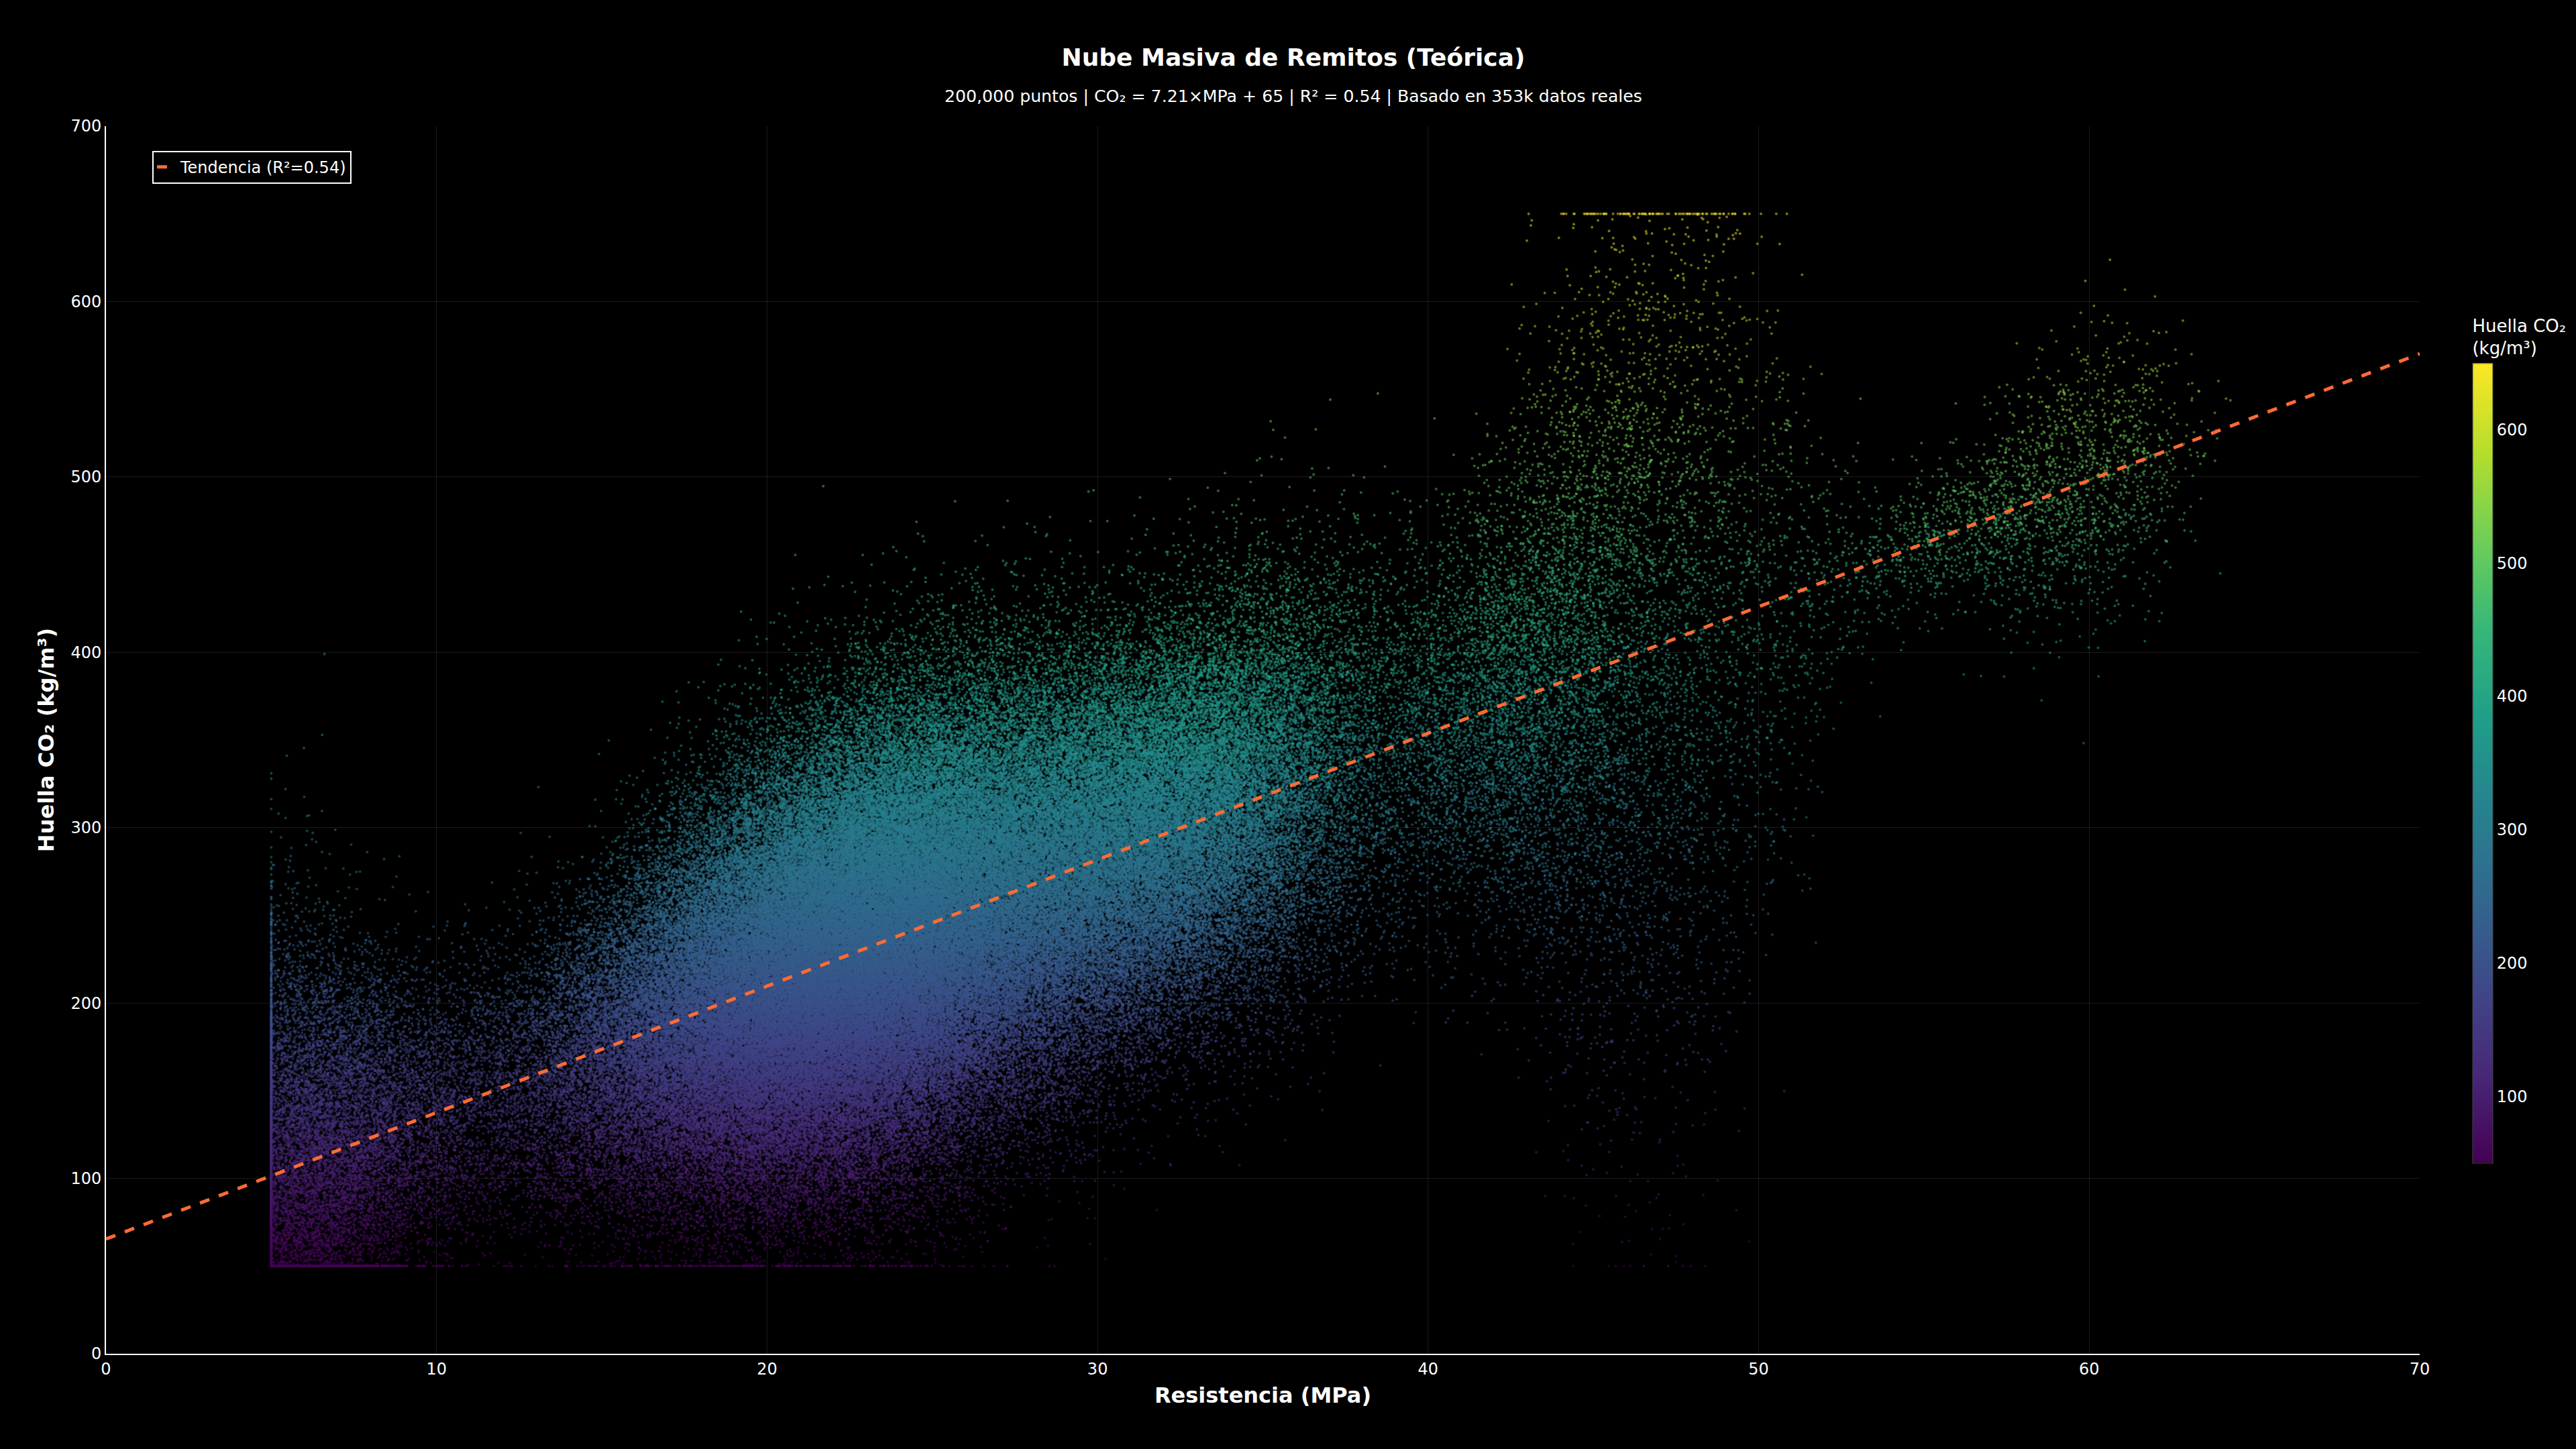 Nube Masiva de Remitos (Teórica)
200,000 puntos | CO₂ = 7.21×MPa + 65 | R² = 0.54 | Basado en 353k datos reales
Tendencia (R²=0.54)
Huella CO₂ (kg/m³)
700
600
500
400
300
200
100
0
0 10 20 30 40 50 60 70
Resistencia (MPa)
Huella CO₂
(kg/m³)
600
500
400
300
200
100